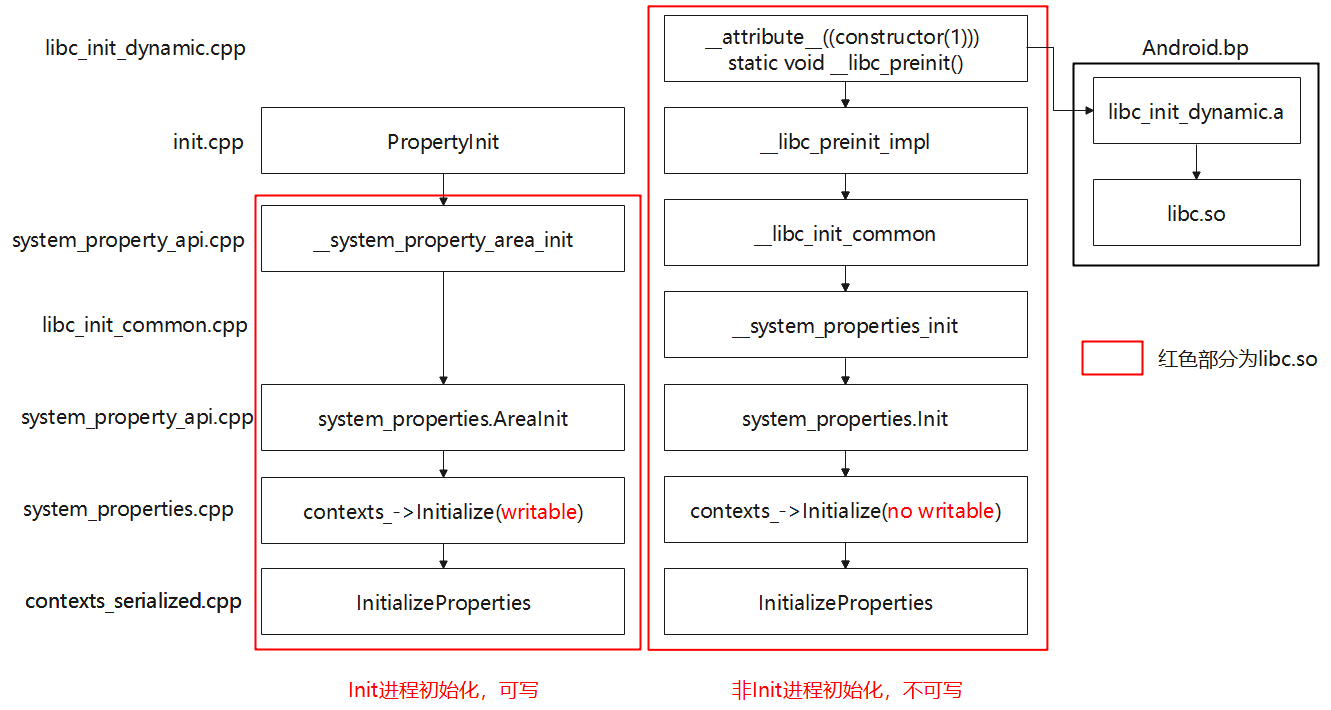 libc_init_dynamic.cpp
__attribute__((constructor(1)))
static void __libc_preinit()
Android.bp
libc_init_dynamic.a
init.cpp
PropertyInit
__libc_preinit_impl
libc.so
system_property_api.cpp
__system_property_area_init
__libc_init_common
libc_init_common.cpp
__system_properties_init
红色部分为libc.so
system_property_api.cpp
system_properties.AreaInit
system_properties.Init
system_properties.cpp
contexts_->Initialize(writable)
contexts_->Initialize(no writable)
contexts_serialized.cpp
InitializeProperties
InitializeProperties
Init进程初始化，可写
非Init进程初始化，不可写